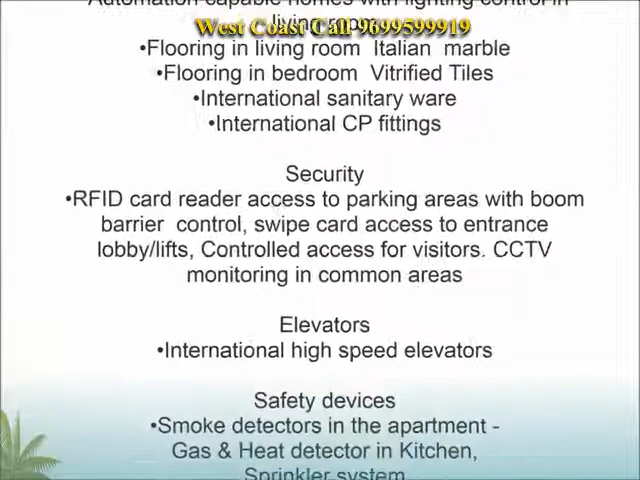 Automation capable homes with lighting control in
living room
West Coast Call 9699599919
•Flooring in living room  Italian  marble
•Flooring in bedroom  Vitrified Tiles
•International sanitary ware
•International CP fittings
Security
•RFID card reader access to parking areas with boom
barrier  control, swipe card access to entrance
lobby/lifts, Controlled access for visitors. CCTV
monitoring in common areas
Elevators
•International high speed elevators
Safety devices
•Smoke detectors in the apartment -
Gas & Heat detector in Kitchen,
Sprinkler system